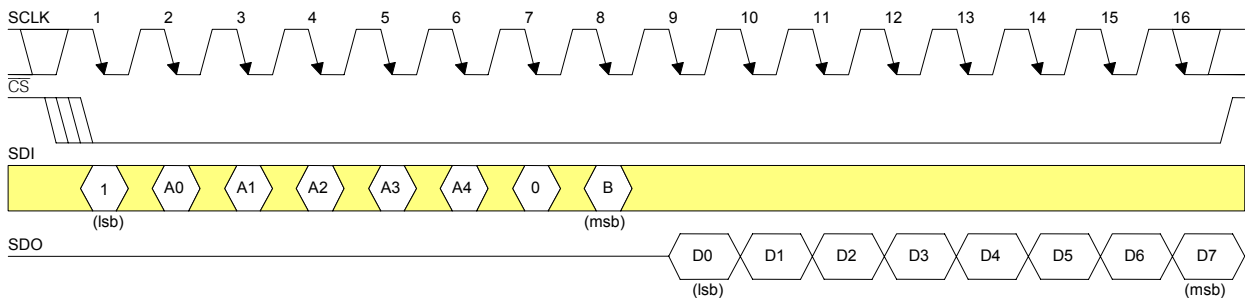 SCLK 1 2 3 4 5 6 7 8 9 10 11 12 13 14 15 16
CS
SDI
1 A0 A1 A2 A3 A4 0 B
(lsb) (msb)
SDO
D0 D1 D2 D3 D4 D5 D6 D7
(lsb) (msb)